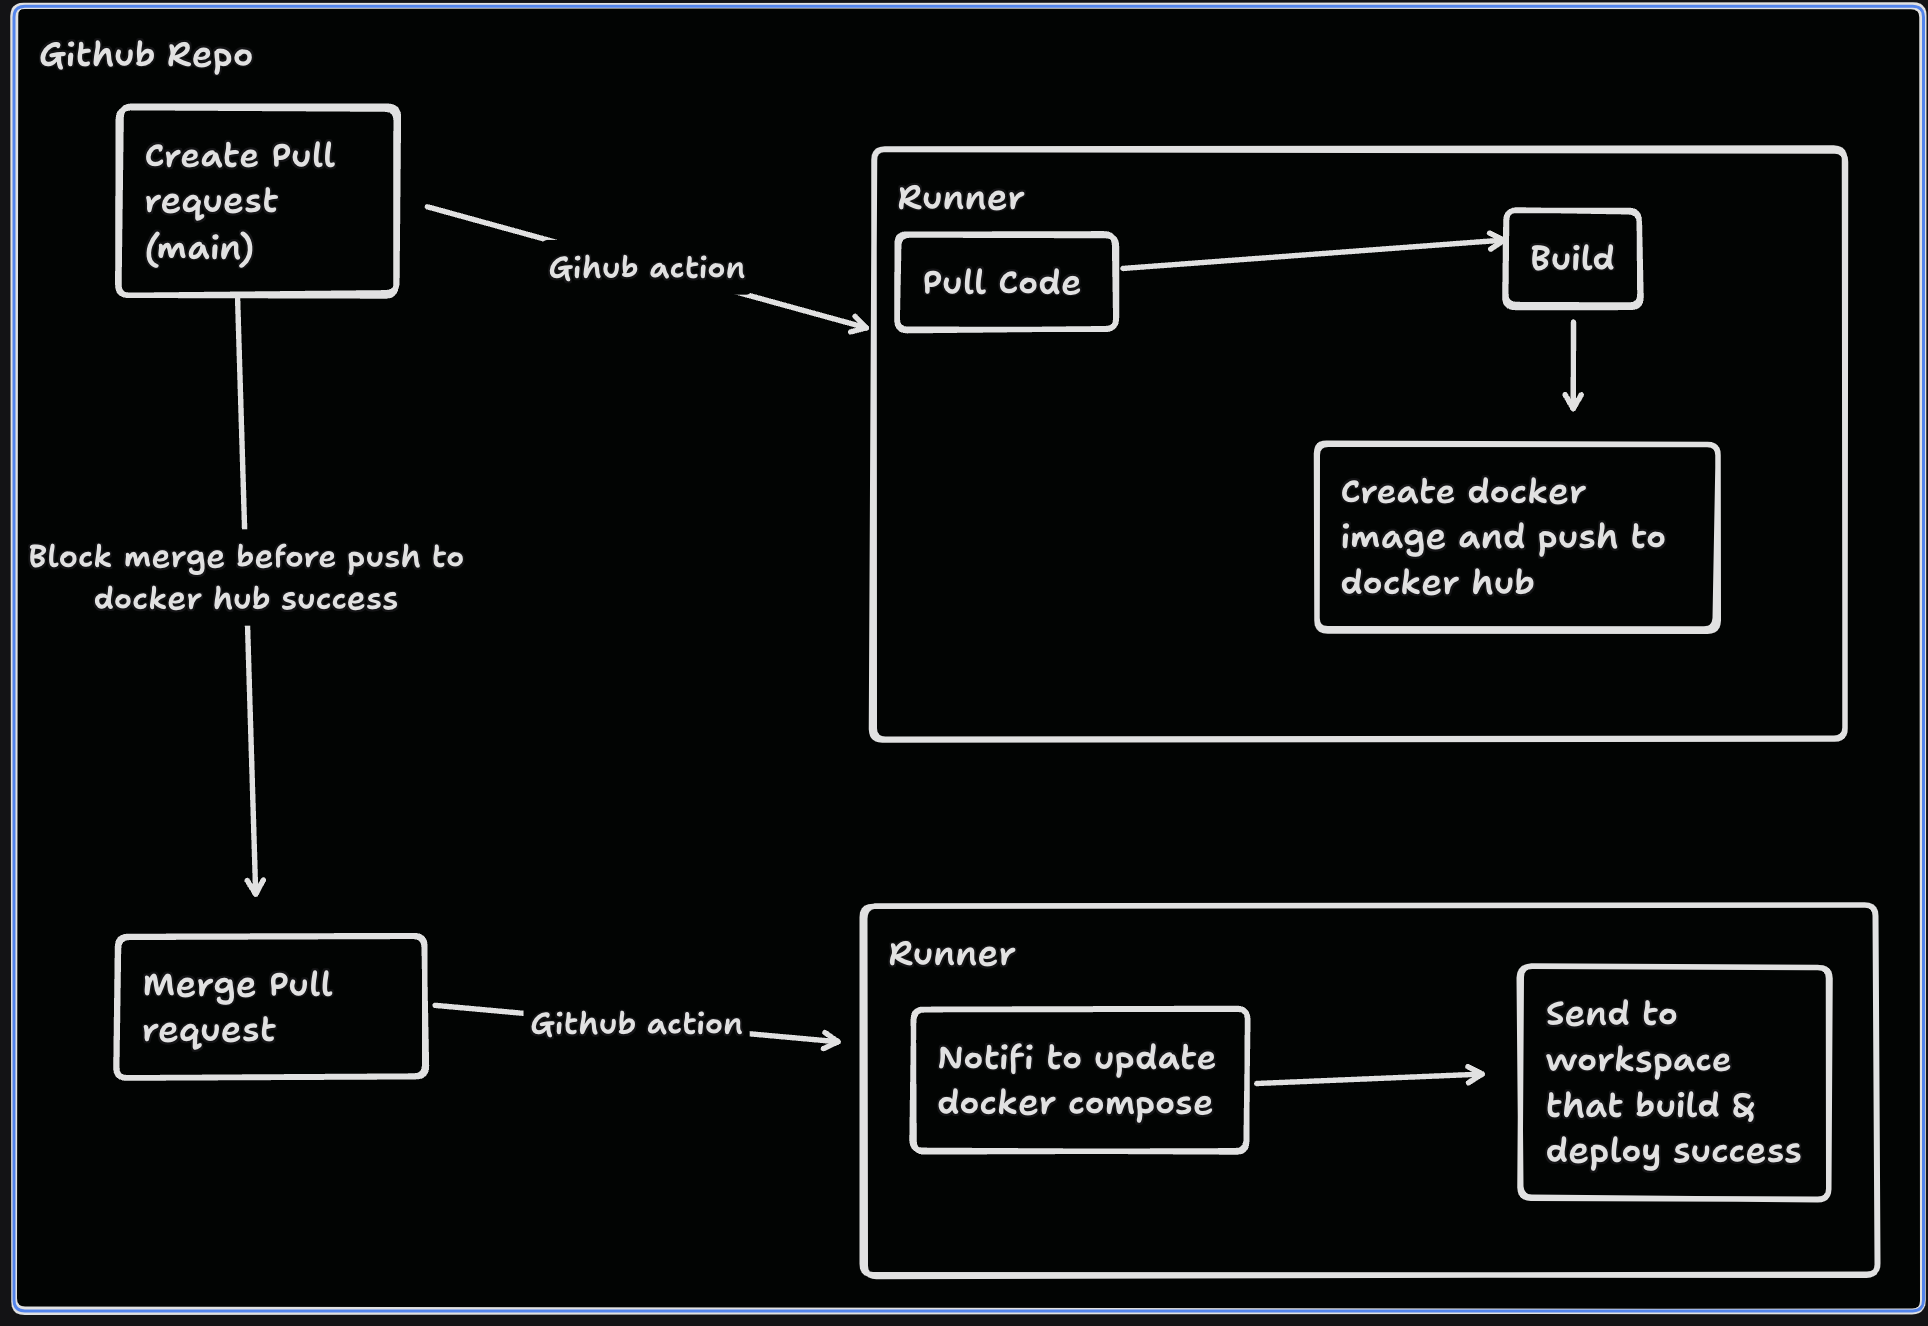 Github Repo
Create Pull
request
(main)
Gihub action
Runner
Pull Code
Build
Create docker
image and push to
docker hub
Block merge before push to
docker hub success
Merge Pull
request
Github action
Runner
Notifi to update
docker compose
Send to
workspace
that build &
deploy success